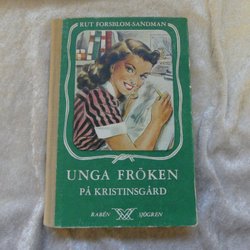 RUT FORSBLOM-SANDMAN
UNGA FRÖKEN
PÅ KRISTINSGÅRD
RABÉN SJÖGREN